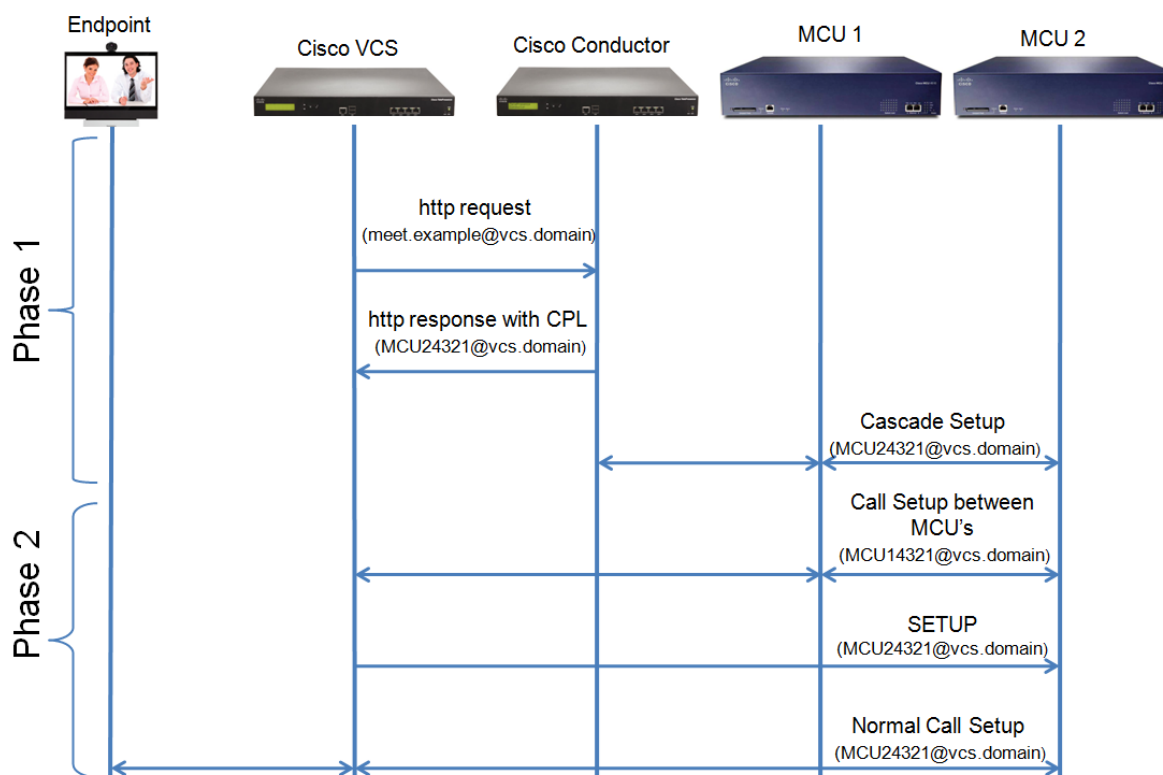 Endpoint
Cisco VCS
Cisco Conductor
MCU 1
MCU 2
Phase 1
http request
(meet.example@vcs.domain)
http response with CPL
(MCU24321@vcs.domain)
Cascade Setup
(MCU24321@vcs.domain)
Phase 2
Call Setup between
MCU's
(MCU14321@vcs.domain)
SETUP
(MCU24321@vcs.domain)
Normal Call Setup
(MCU24321@vcs.domain)